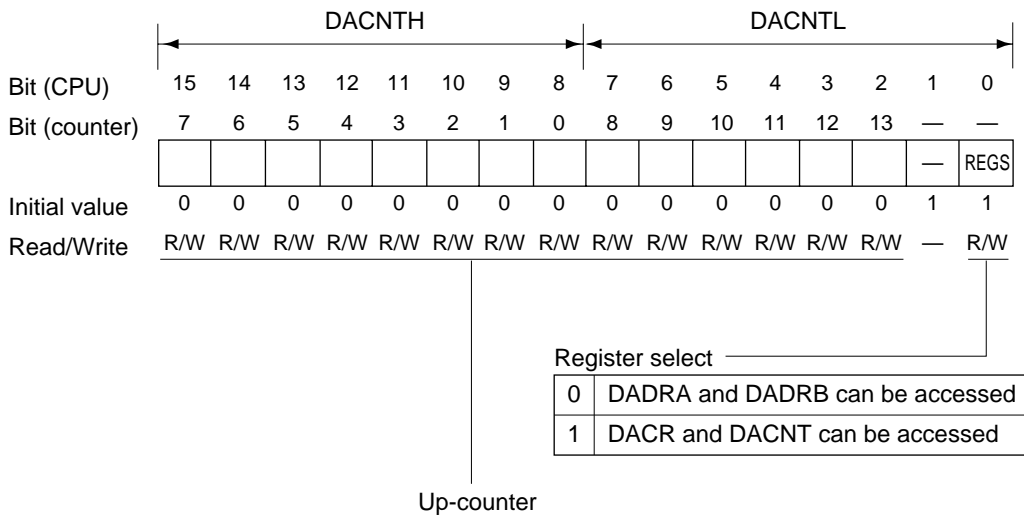 DACNTH DACNTL
Bit (CPU) 15 14 13 12 11 10 9 8 7 6 5 4 3 2 1 0
Bit (counter) 7 6 5 4 3 2 1 0 8 9 10 11 12 13 — —
— REGS
Initial value 0 0 0 0 0 0 0 0 0 0 0 0 0 0 1 1
Read/Write R/W R/W R/W R/W R/W R/W R/W R/W R/W R/W R/W R/W R/W R/W — R/W
Register select
0 DADRA and DADRB can be accessed
1 DACR and DACNT can be accessed
Up-counter